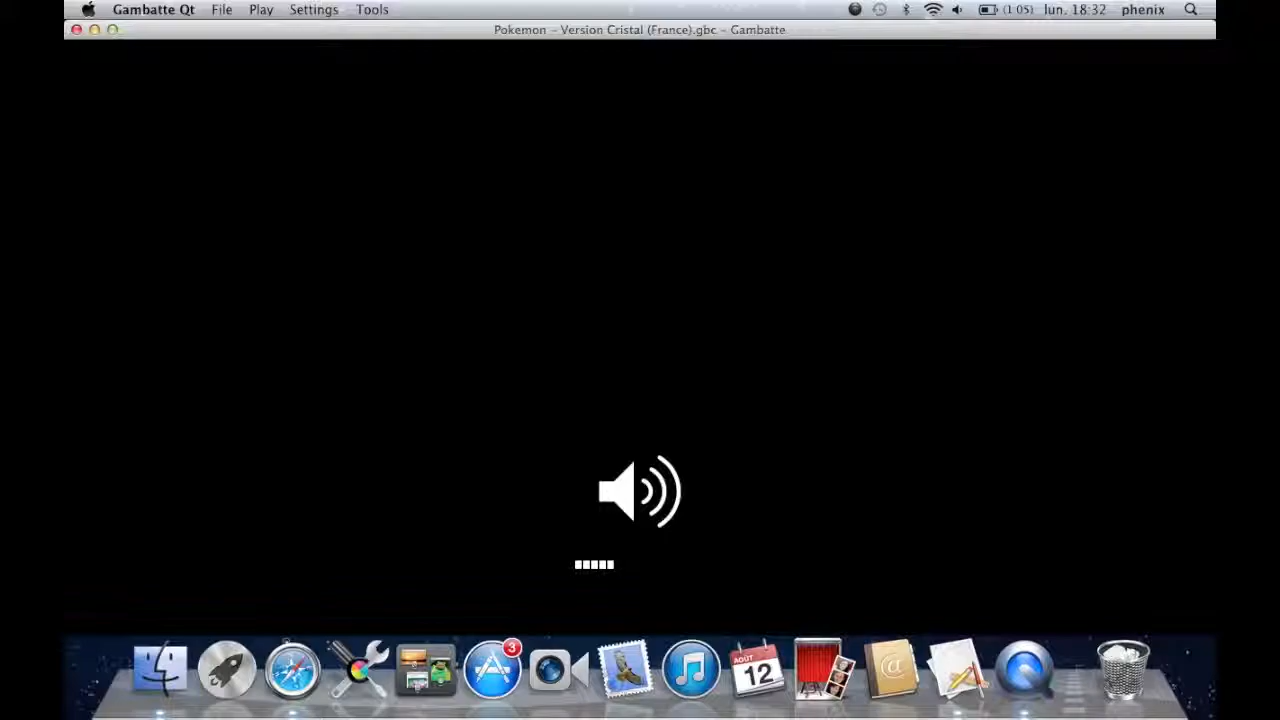 Gambatte Qt File Play Settings Tools (1:05) lun. 18:32 phenix
Pokemon – Version Cristal (France).gbc – Gambatte
3
AOÛT
12
@